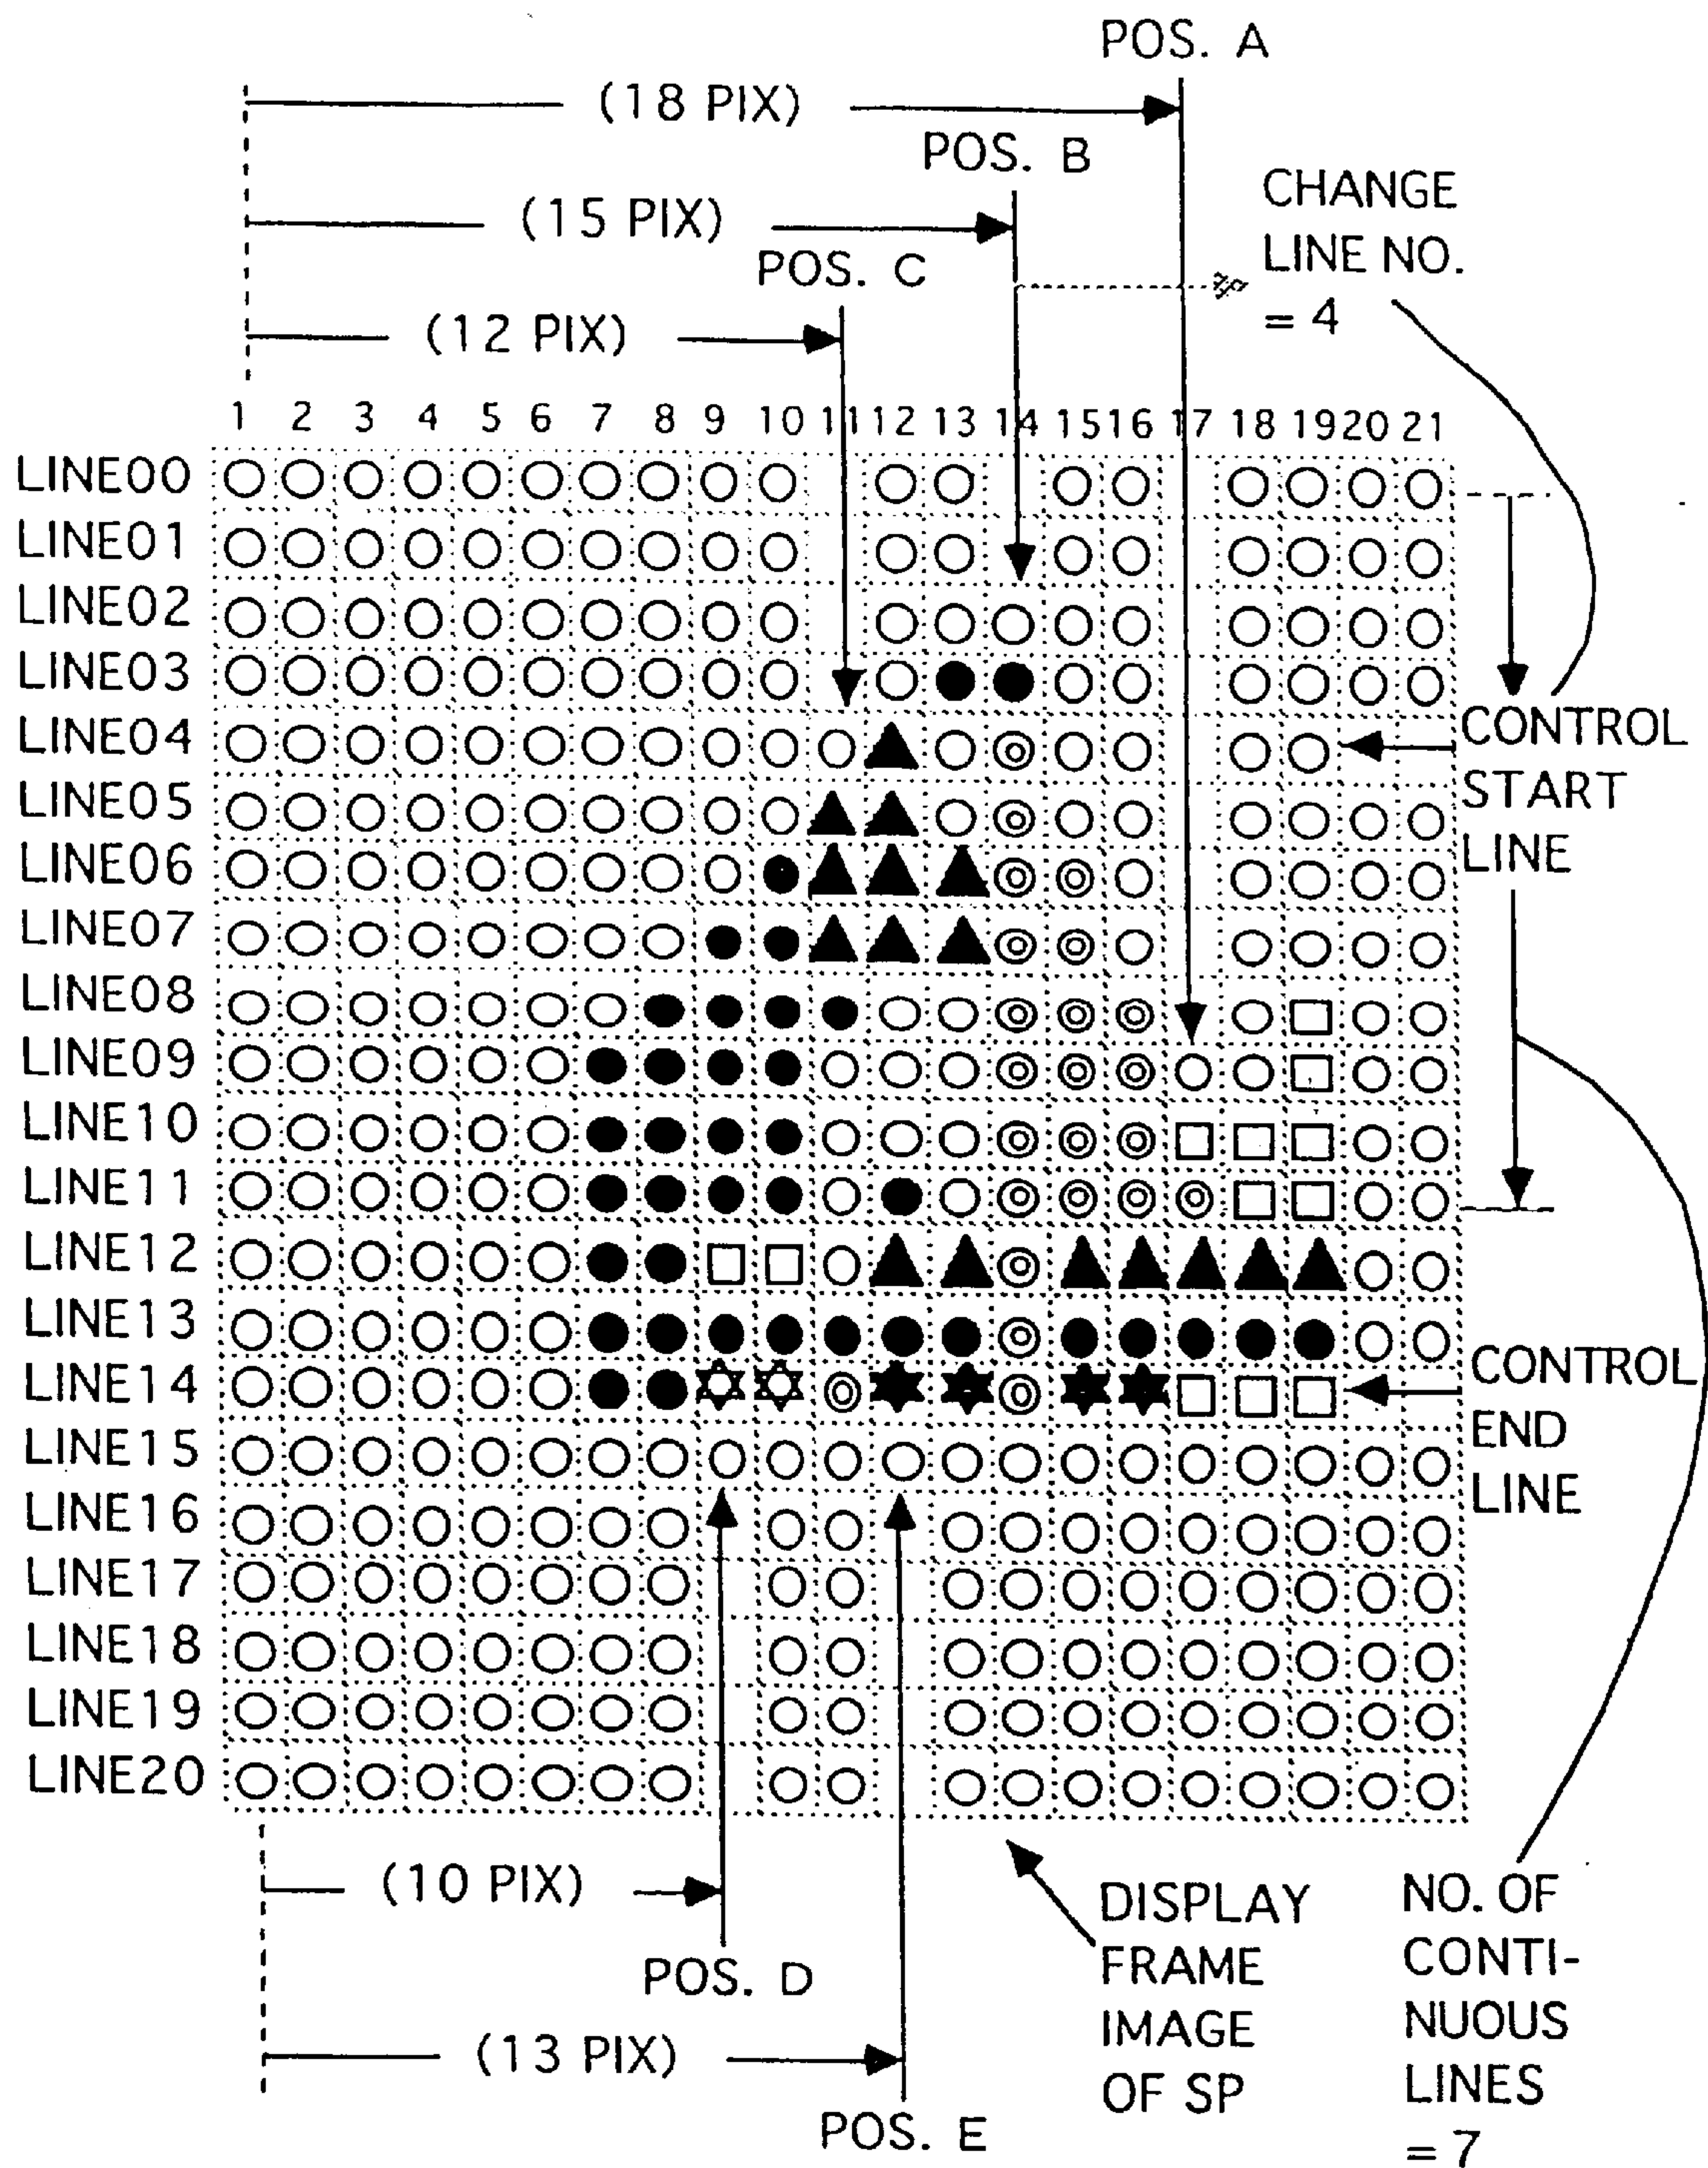 POS. A
(18 PIX)
POS. B
CHANGE
LINE NO.
= 4
(15 PIX)
POS. C
(12 PIX)
1 2 3 4 5 6 7 8 9 10 11 12 13 14 15 16 17 18 19 20 21
LINE00
LINE01
LINE02
LINE03
LINE04
CONTROL
START
LINE
LINE05
LINE06
LINE07
LINE08
LINE09
LINE10
LINE11
LINE12
LINE13
LINE14
CONTROL
END
LINE
LINE15
LINE16
LINE17
LINE18
LINE19
LINE20
(10 PIX)
POS. D
(13 PIX)
POS. E
DISPLAY
FRAME
IMAGE
OF SP
NO. OF
CONTI-
NUOUS
LINES
= 7